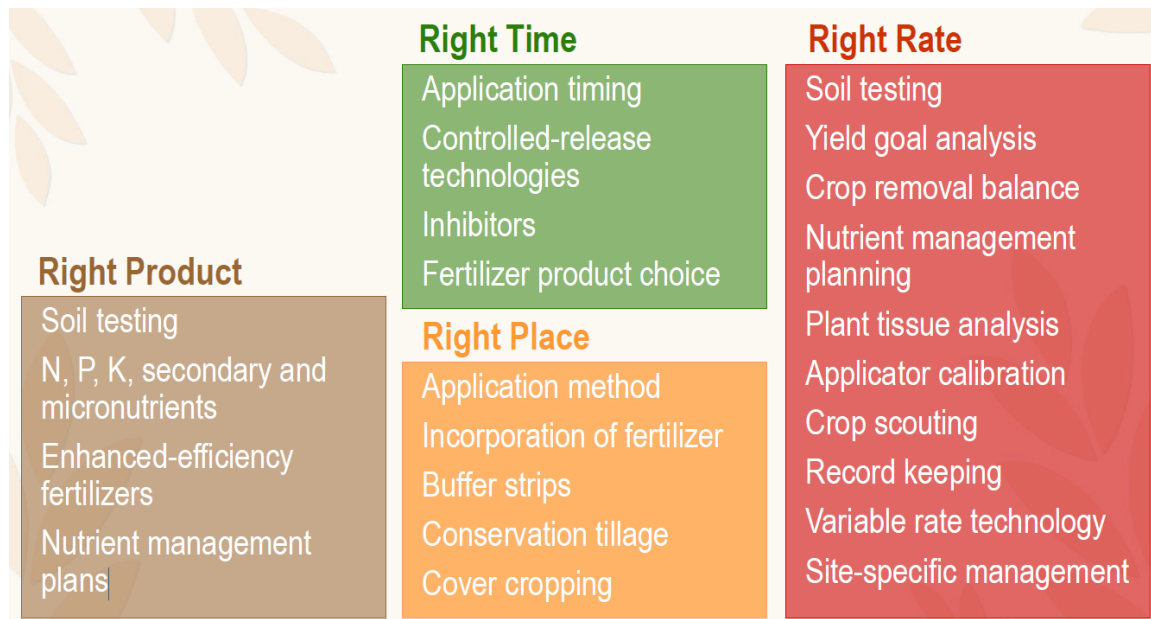 Right Product
Soil testing
N, P, K, secondary and
micronutrients
Enhanced-efficiency
fertilizers
Nutrient management
plans
Right Time
Application timing
Controlled-release
technologies
Inhibitors
Fertilizer product choice
Right Place
Application method
Incorporation of fertilizer
Buffer strips
Conservation tillage
Cover cropping
Right Rate
Soil testing
Yield goal analysis
Crop removal balance
Nutrient management
planning
Plant tissue analysis
Applicator calibration
Crop scouting
Record keeping
Variable rate technology
Site-specific management